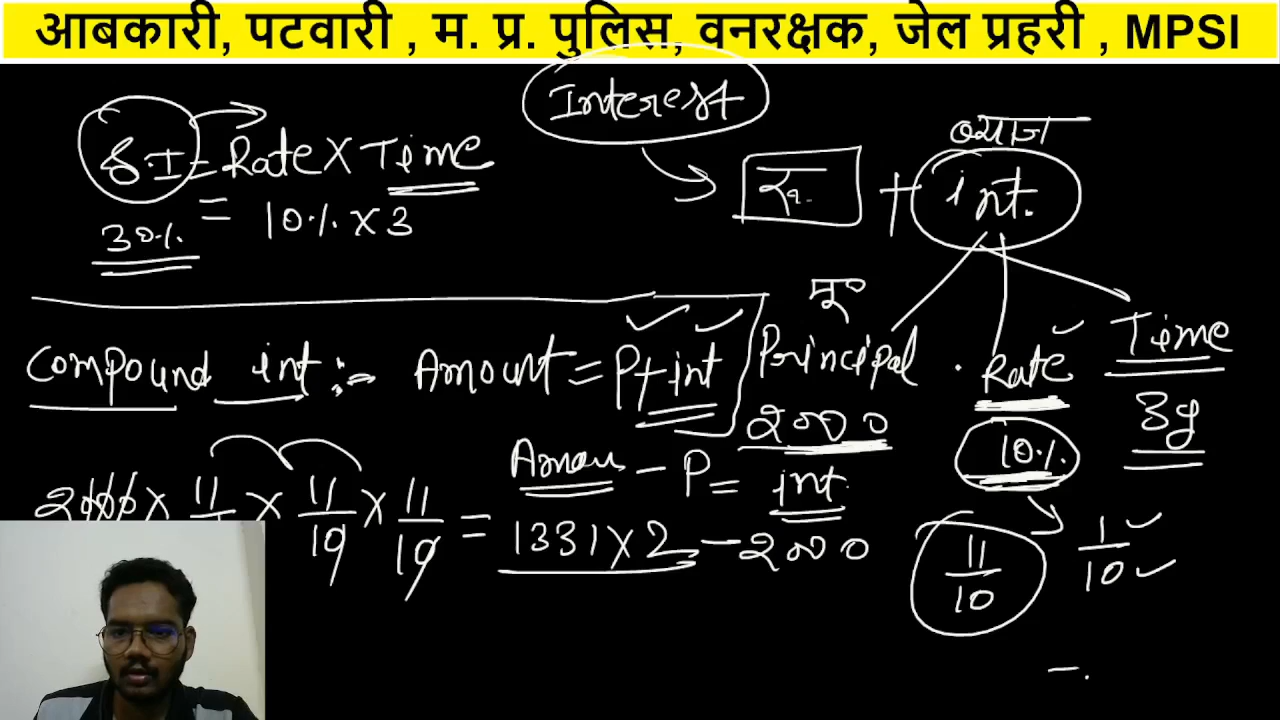 आबकारी, पटवारी , म. प्र. पुलिस, वनरक्षक, जेल प्रहरी , MPSI
Interest
S.I = Rate X Time
30% = 10% X 3
ब्याज
+ int.
Compound int :- Amount = P + int
मू०
Principal . Rate Time
2000 10% 3y
Amou - P = int
2000 X 11 X 11/10 X 11/10 = 1331 X 2 - 2000
11/10 1/10